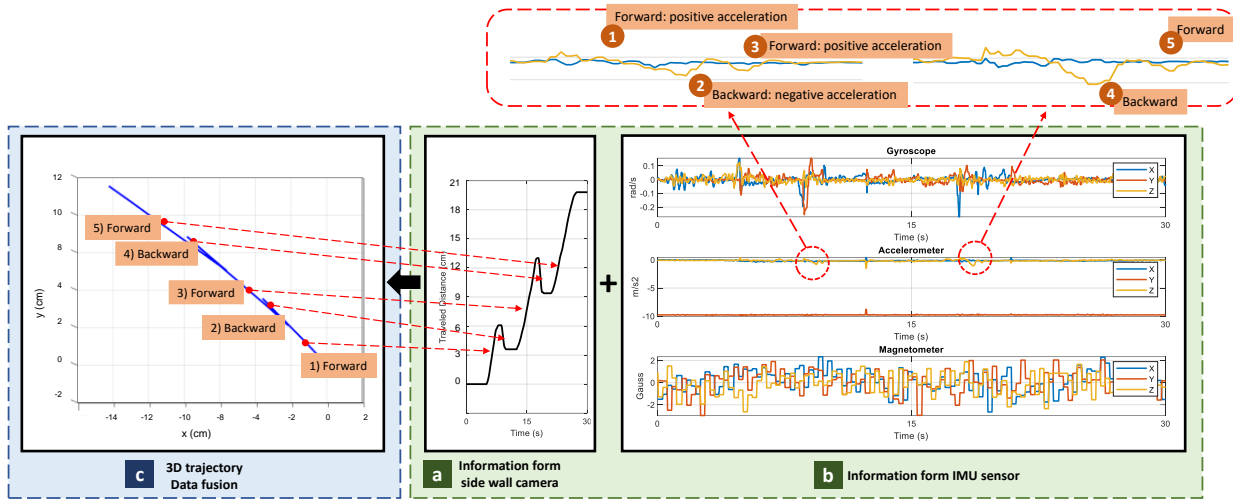 Forward: positive acceleration
1
3
Forward: positive acceleration
2
Backward: negative acceleration
5
Forward
4
Backward
12
10
8
6
4
2
0
-2
y (cm)
-14
-10
-8
-6
-4
-2
0
2
x (cm)
5) Forward
4) Backward
3) Forward
2) Backward
1) Forward
c
3D trajectory
Data fusion
21
18
15
12
9
6
3
0
Traveled Distance (cm)
0
15
30
Time (s)
a
Information form
side wall camera
+
Gyroscope
0.1
0
-0.1
-0.2
rad/s
X
Y
Z
0
15
30
Time (s)
Accelerometer
0
-5
-10
m/s2
X
Y
Z
0
15
30
Time (s)
Magnetometer
2
0
-2
Gauss
X
Y
Z
0
15
30
Time (s)
b
Information form IMU sensor